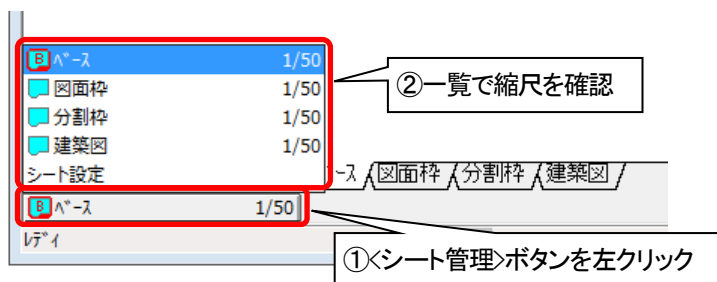 B ﾍﾞｰｽ 1/50
図面枠 1/50
分割枠 1/50
建築図 1/50
シート設定
②一覧で縮尺を確認
ｰｽ 図面枠 分割枠 建築図
B ﾍﾞｰｽ 1/50
ﾚﾃﾞｨ
①<シート管理>ボタンを左クリック